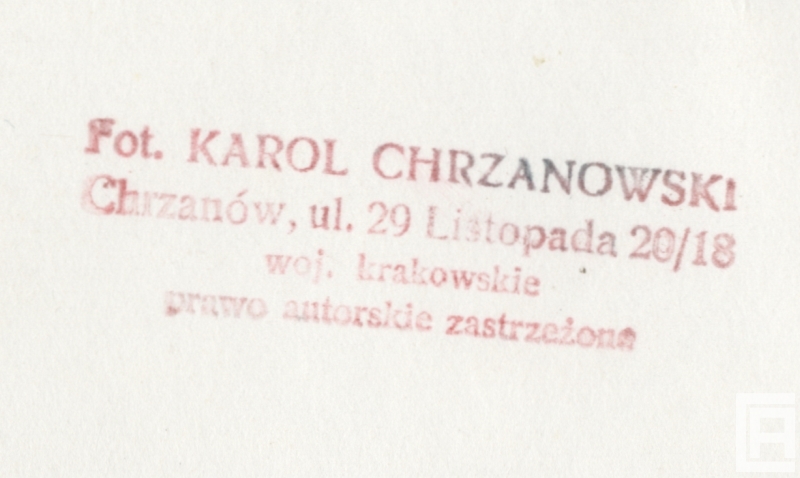 Fot. KAROL CHRZANOWSKI
Chrzanów, ul. 29 Listopada 20/18
woj. krakowskie
prawo autorskie zastrzeżone